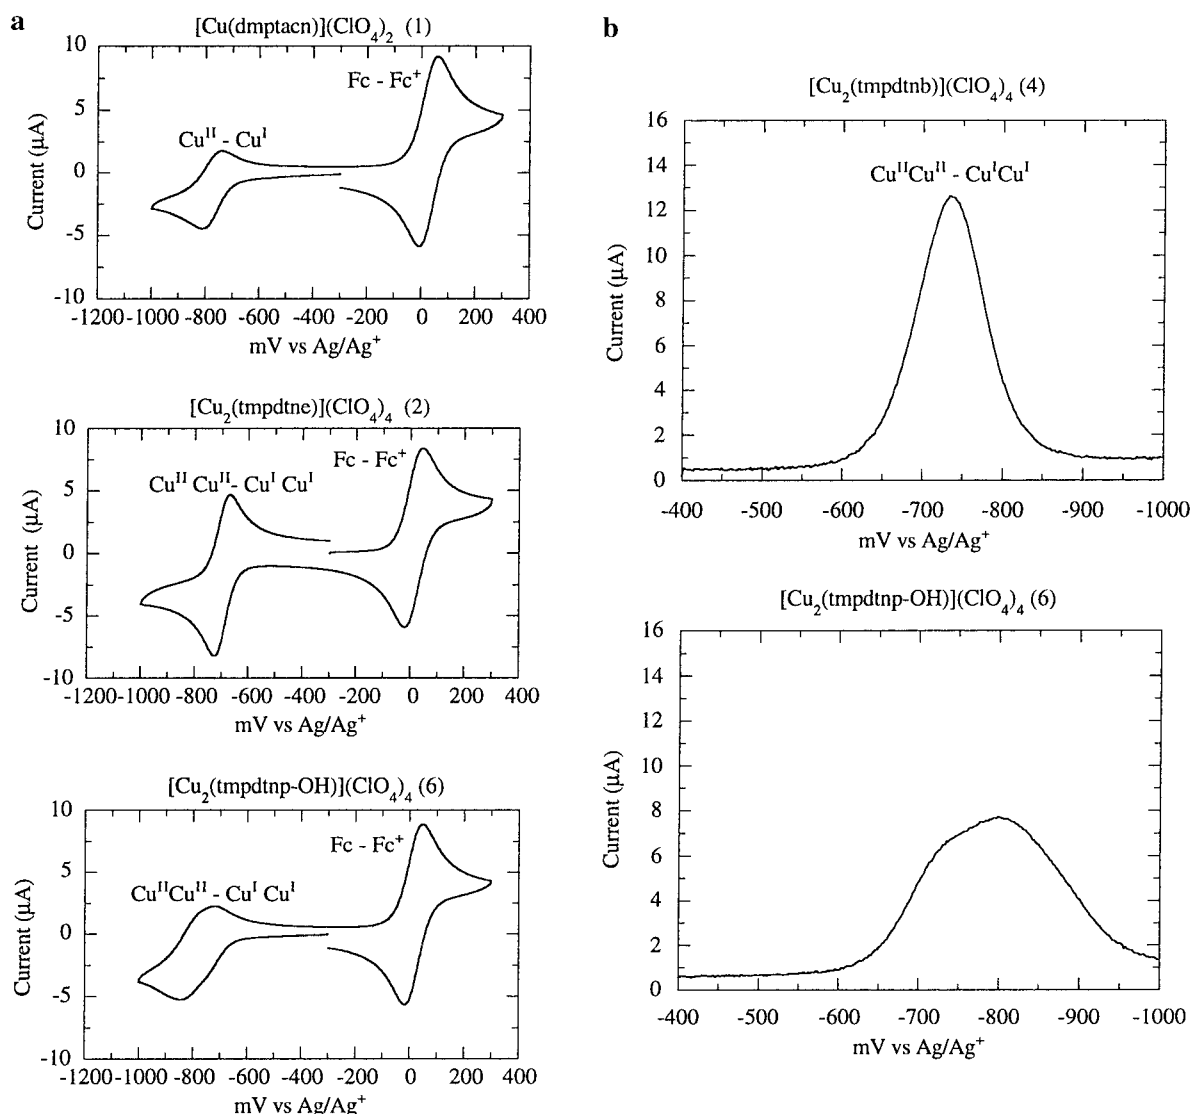 a
[Cu(dmptacn)](ClO4)2 (1)
10
5
0
-5
-10
Current (μA)
Fc - Fc+
CuII - CuI
-1200 -1000 -800 -600 -400 -200 0 200 400
mV vs Ag/Ag+
[Cu2(tmpdtne)](ClO4)4 (2)
10
5
0
-5
-10
Current (μA)
Fc - Fc+
CuII CuII- CuI CuI
-1200 -1000 -800 -600 -400 -200 0 200 400
mV vs Ag/Ag+
[Cu2(tmpdtnp-OH)](ClO4)4 (6)
10
5
0
-5
-10
Current (μA)
Fc - Fc+
CuIICuII - CuI CuI
-1200 -1000 -800 -600 -400 -200 0 200 400
mV vs Ag/Ag+
b
[Cu2(tmpdtnb)](ClO4)4 (4)
16
14
12
10
8
6
4
2
0
Current (μA)
CuIICuII - CuICuI
-400 -500 -600 -700 -800 -900 -1000
mV vs Ag/Ag+
[Cu2(tmpdtnp-OH)](ClO4)4 (6)
16
14
12
10
8
6
4
2
0
Current (μA)
-400 -500 -600 -700 -800 -900 -1000
mV vs Ag/Ag+